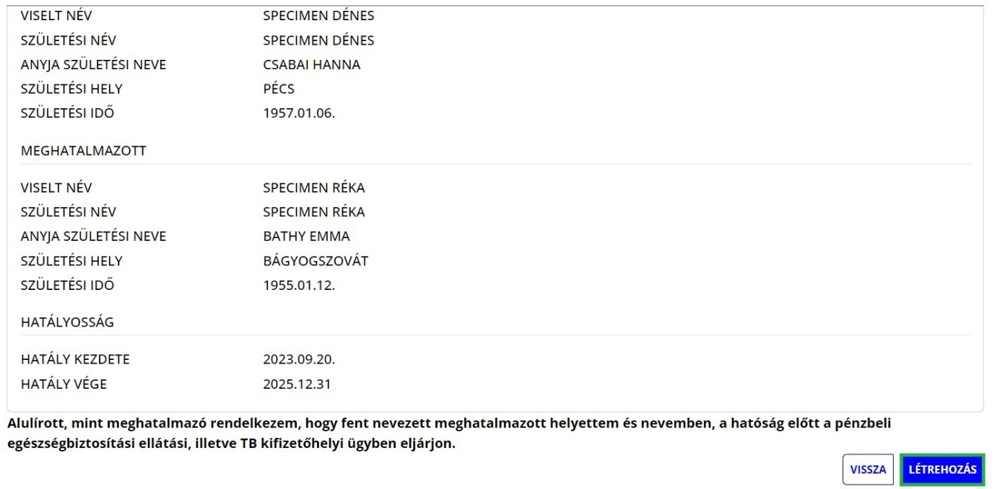 VISELT NÉV SPECIMEN DÉNES
SZÜLETÉSI NÉV SPECIMEN DÉNES
ANYJA SZÜLETÉSI NEVE CSABAI HANNA
SZÜLETÉSI HELY PÉCS
SZÜLETÉSI IDŐ 1957.01.06.
MEGHATALMAZOTT
VISELT NÉV SPECIMEN RÉKA
SZÜLETÉSI NÉV SPECIMEN RÉKA
ANYJA SZÜLETÉSI NEVE BATHY EMMA
SZÜLETÉSI HELY BÁGYOGSZOVÁT
SZÜLETÉSI IDŐ 1955.01.12.
HATÁLYOSSÁG
HATÁLY KEZDETE 2023.09.20.
HATÁLY VÉGE 2025.12.31
Alulírott, mint meghatalmazó rendelkezem, hogy fent nevezett meghatalmazott helyettem és nevemben, a hatóság előtt a pénzbeli
egészségbiztosítási ellátási, illetve TB kifizetőhelyi ügyben eljárjon.
VISSZA LÉTREHOZÁS